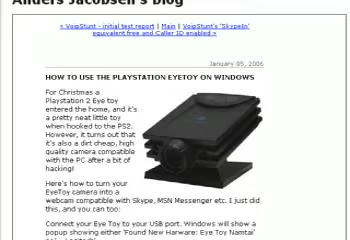 Anders Jacobsen's blog
« VoipStunt - initial test report | Main | VoipStunt's 'SkypeIn'
equivalent free and Caller ID enabled »
January 05, 2006
HOW TO USE THE PLAYSTATION EYETOY ON WINDOWS
For Christmas a
Playstation 2 Eye toy
entered the home, and it's
a pretty neat little toy
when hooked to the PS2.
However, it turns out that
it's also a dirt cheap, high
quality camera compatible
with the PC after a bit of
hacking!
Here's how to turn your
EyeToy camera into a
webcam compatible with Skype, MSN Messenger etc. I just did
this, and you can too:
Connect your Eye Toy to your USB port. Windows will show a
popup showing either 'Found New Harware: Eye Toy Namtai'